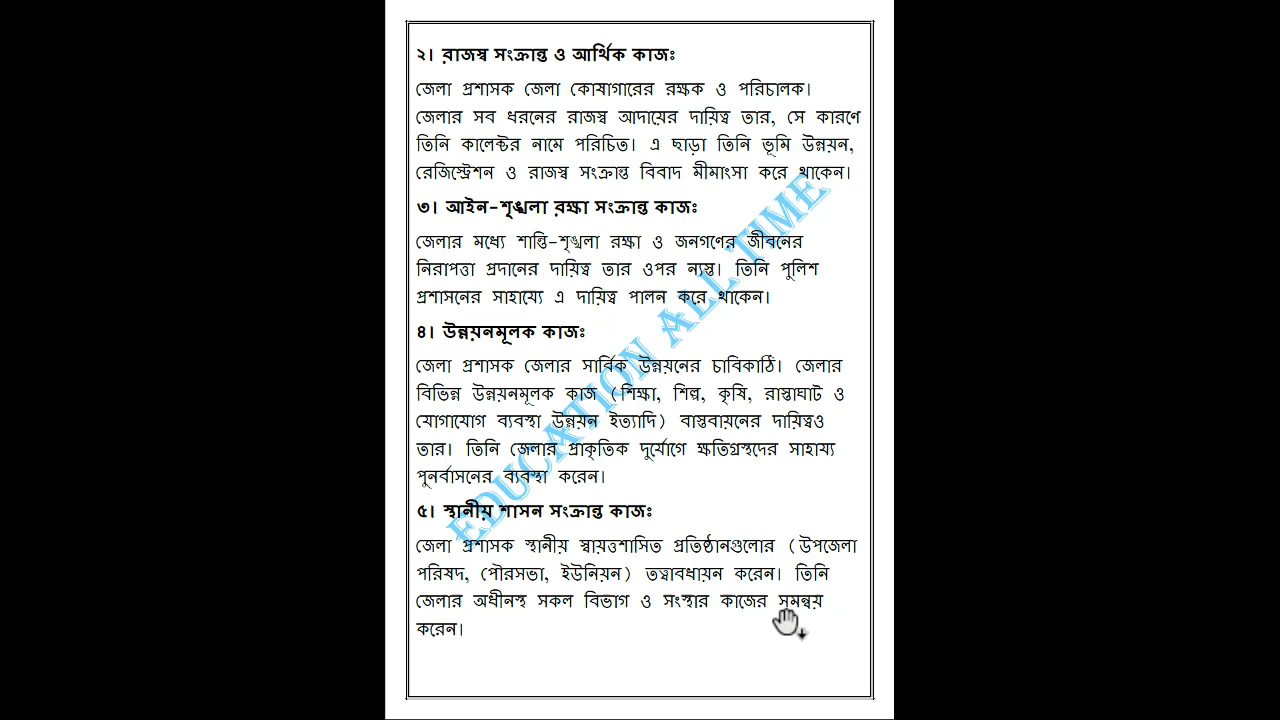 ২। রাজস্ব সংক্রান্ত ও আর্থিক কাজঃ
জেলা প্রশাসক জেলা কোষাগারের রক্ষক ও পরিচালক।
জেলার সব ধরনের রাজস্ব আদায়ের দায়িত্ব তার, সে কারণে
তিনি কালেক্টর নামে পরিচিত। এ ছাড়া তিনি ভূমি উন্নয়ন,
রেজিস্ট্রেশন ও রাজস্ব সংক্রান্ত বিবাদ মীমাংসা করে থাকেন।
৩। আইন-শৃঙ্খলা রক্ষা সংক্রান্ত কাজঃ
জেলার মধ্যে শান্তি-শৃঙ্খলা রক্ষা ও জনগণের জীবনের
নিরাপত্তা প্রদানের দায়িত্ব তার ওপর ন্যস্ত। তিনি পুলিশ
প্রশাসনের সাহায্যে এ দায়িত্ব পালন করে থাকেন।
৪। উন্নয়নমূলক কাজঃ
জেলা প্রশাসক জেলার সার্বিক উন্নয়নের চাবিকাঠি। জেলার
বিভিন্ন উন্নয়নমূলক কাজ (শিক্ষা, শিল্প, কৃষি, রাস্তাঘাট ও
যোগাযোগ ব্যবস্থা উন্নয়ন ইত্যাদি) বাস্তবায়নের দায়িত্বও
তার। তিনি জেলার প্রাকৃতিক দুর্যোগে ক্ষতিগ্রস্থদের সাহায্য
পুনর্বাসনের ব্যবস্থা করেন।
৫। স্থানীয় শাসন সংক্রান্ত কাজঃ
জেলা প্রশাসক স্থানীয় স্বায়ত্তশাসিত প্রতিষ্ঠানগুলোর (উপজেলা
পরিষদ, পৌরসভা, ইউনিয়ন) তত্বাবধায়ন করেন। তিনি
জেলার অধীনস্থ সকল বিভাগ ও সংস্থার কাজের সমন্বয়
করেন।
EDUCATION ALL TIME